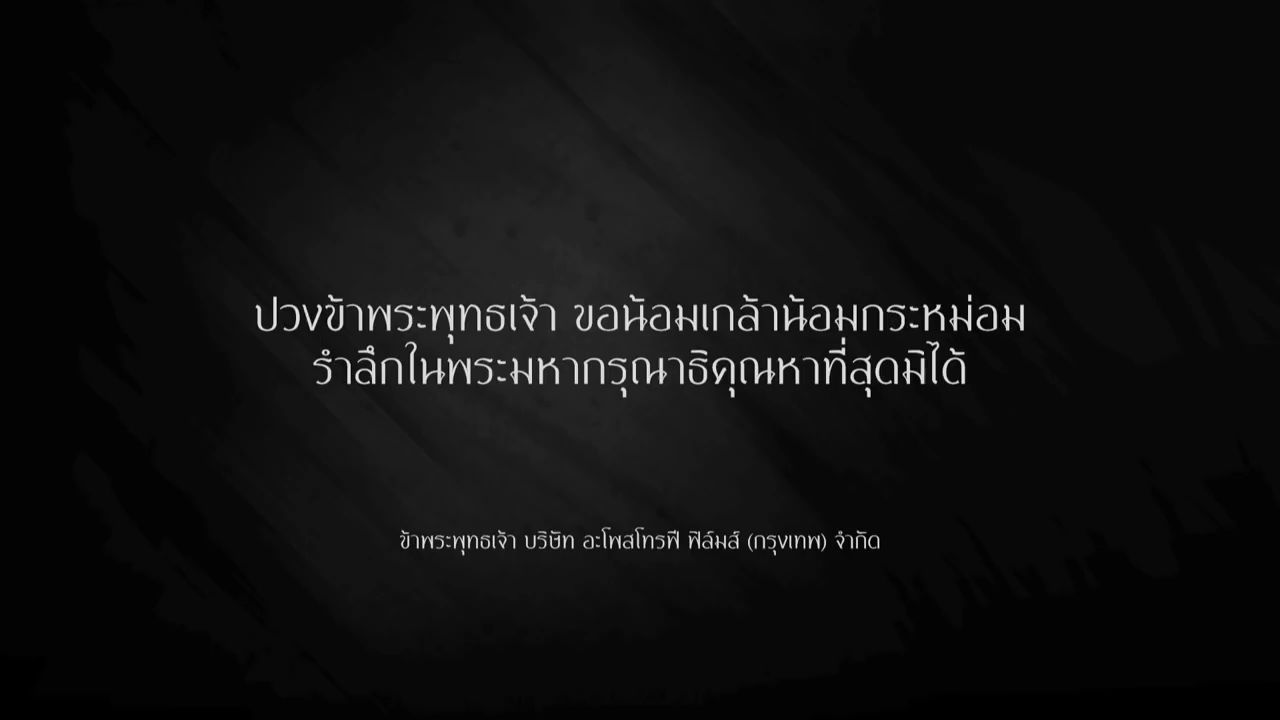 ปวงข้าพระพุทธเจ้า ขอน้อมเกล้าน้อมกระหม่อม
รำลึกในพระมหากรุณาธิคุณหาที่สุดมิได้
ข้าพระพุทธเจ้า บริษัท อะโพสโทรฟี ฟิล์มส์ (กรุงเทพ) จำกัด